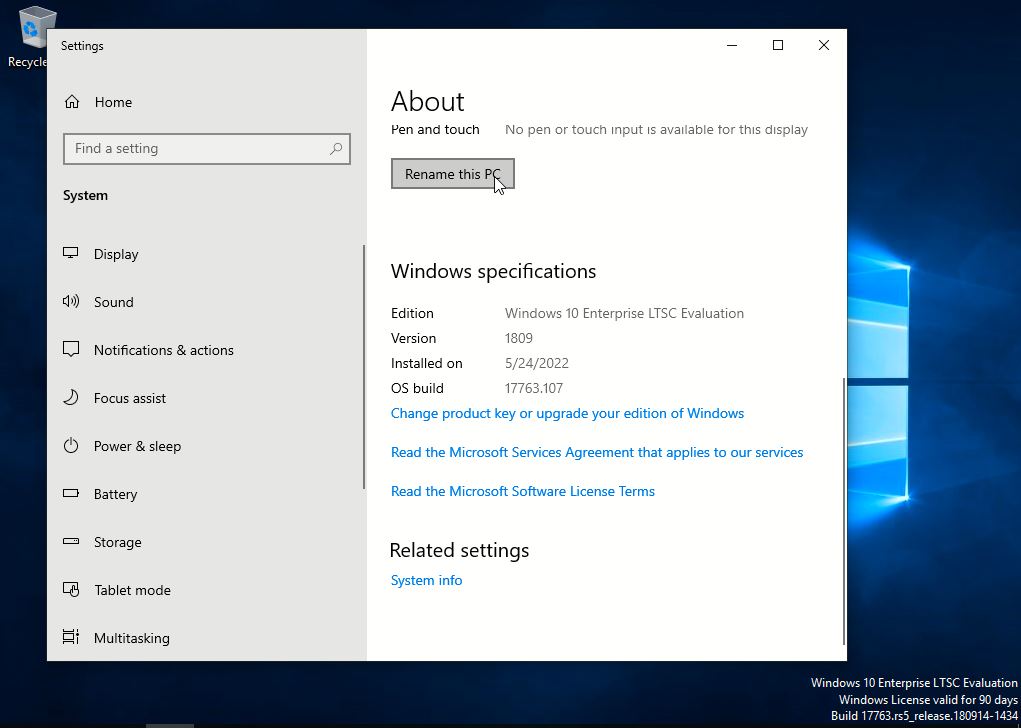 Recycle
Settings
Home
Find a setting
System
Display
Sound
Notifications & actions
Focus assist
Power & sleep
Battery
Storage
Tablet mode
Multitasking
About
Pen and touch No pen or touch input is available for this display
Rename this PC
Windows specifications
Edition Windows 10 Enterprise LTSC Evaluation
Version 1809
Installed on 5/24/2022
OS build 17763.107
Change product key or upgrade your edition of Windows
Read the Microsoft Services Agreement that applies to our services
Read the Microsoft Software License Terms
Related settings
System info
Windows 10 Enterprise LTSC Evaluation
Windows License valid for 90 days
Build 17763.rs5_release.180914-1434